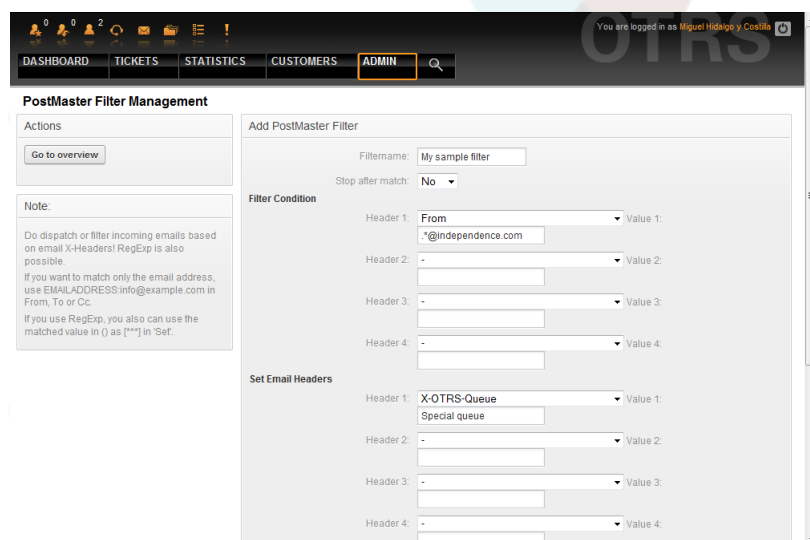 0 0 2
You are logged in as Miguel Hidalgo y Costilla
OTRS
DASHBOARD TICKETS STATISTICS CUSTOMERS ADMIN
PostMaster Filter Management
Actions
Go to overview
Note:
Do dispatch or filter incoming emails based
on email X-Headers! RegExp is also
possible.
If you want to match only the email address,
use EMAILADDRESS:info@example.com in
From, To or Cc.
If you use RegExp, you also can use the
matched value in () as [***] in 'Set'.
Add PostMaster Filter
Filtername: My sample filter
Stop after match: No
Filter Condition
Header 1: From Value 1:
.*@independence.com
Header 2: - Value 2:
Header 3: - Value 3:
Header 4: - Value 4:
Set Email Headers
Header 1: X-OTRS-Queue Value 1:
Special queue
Header 2: - Value 2:
Header 3: - Value 3:
Header 4: - Value 4: